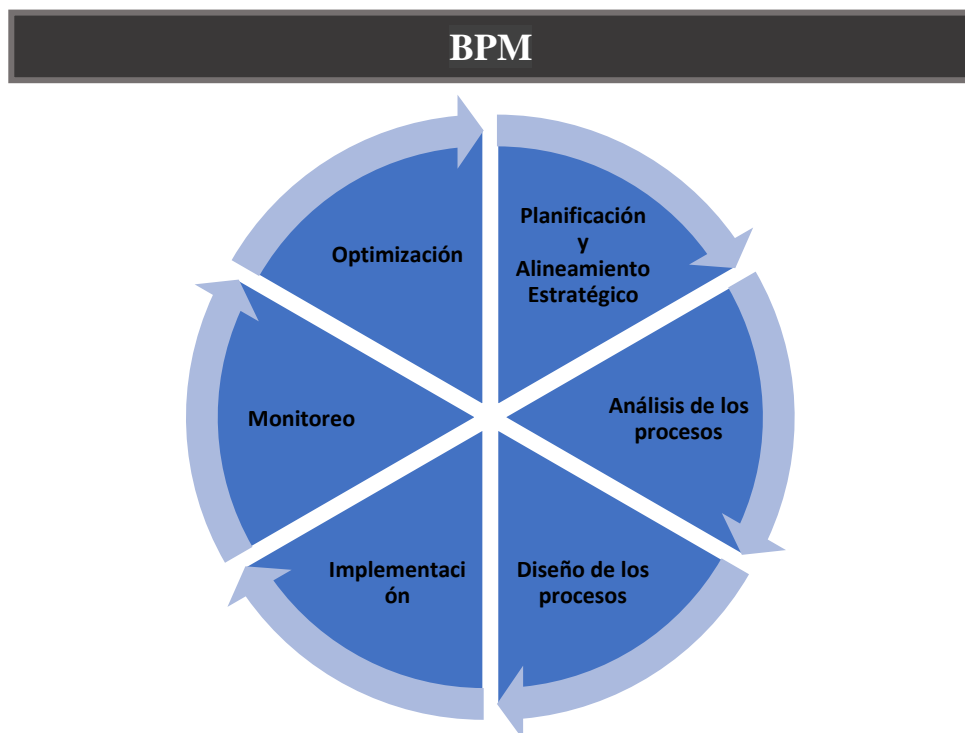 BPM
Planificación
y
Alineamiento
Estratégico
Análisis de los
procesos
Diseño de los
procesos
Implementaci
ón
Monitoreo
Optimización